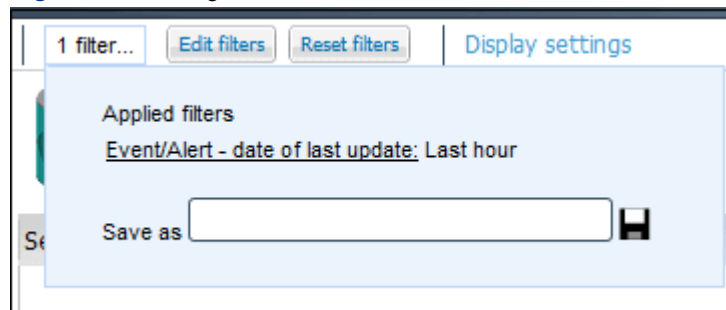 1 filter... Edit filters Reset filters Display settings
Applied filters
Event/Alert - date of last update: Last hour
Save as